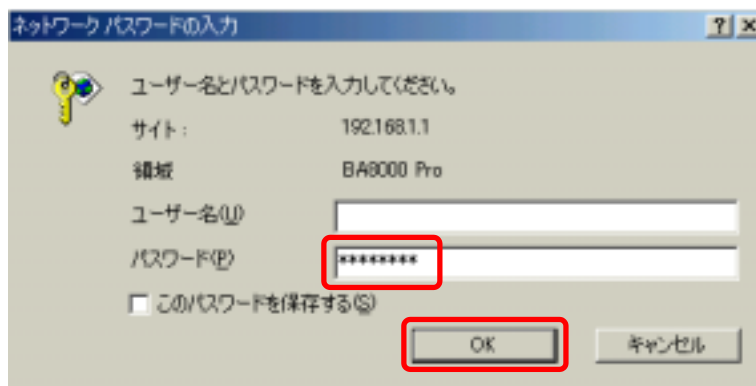 ネットワーク パスワードの入力
ユーザー名とパスワードを入力してください。
サイト: 192.168.1.1
領域 BA8000 Pro
ユーザー名(U)
パスワード(P) ********
このパスワードを保存する(S)
OK キャンセル